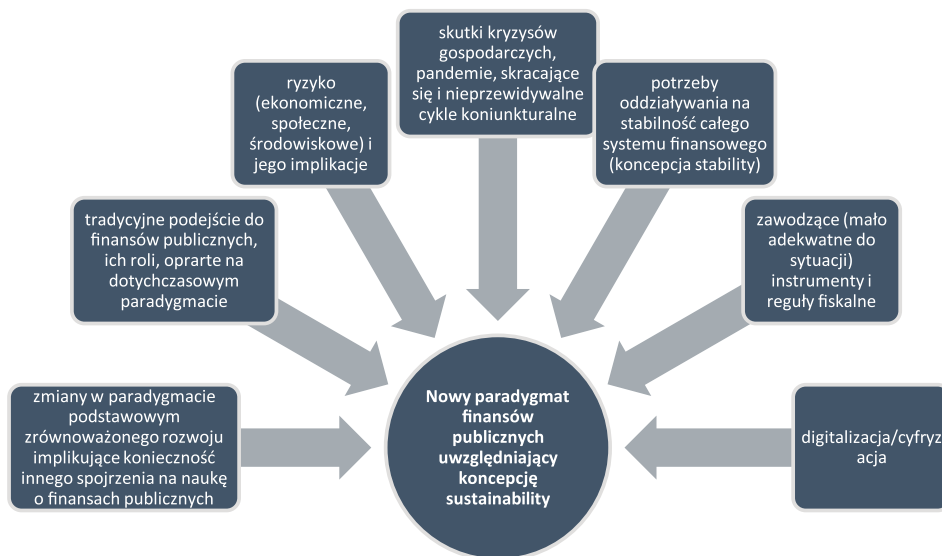 skutki kryzysów
gospodarczych,
pandemie, skracające
się i nieprzewidywalne
cykle koniunkturalne
ryzyko
(ekonomiczne,
społeczne,
środowiskowe) i
jego implikacje
potrzeby
oddziaływania na
stabilność całego
systemu finansowego
(koncepcja stability)
tradycyjne podejście do
finansów publicznych,
ich roli, oprarte na
dotychczasowym
paradygmacie
zawodzące (mało
adekwatne do
sytuacji)
instrumenty i
reguły fiskalne
zmiany w paradygmacie
podstawowym
zrównoważonego rozwoju
implikujące konieczność
innego spojrzenia na naukę
o finansach publicznych
Nowy paradygmat
finansów
publicznych
uwzględniający
koncepcję
sustainability
digitalizacja/cyfryz
acja